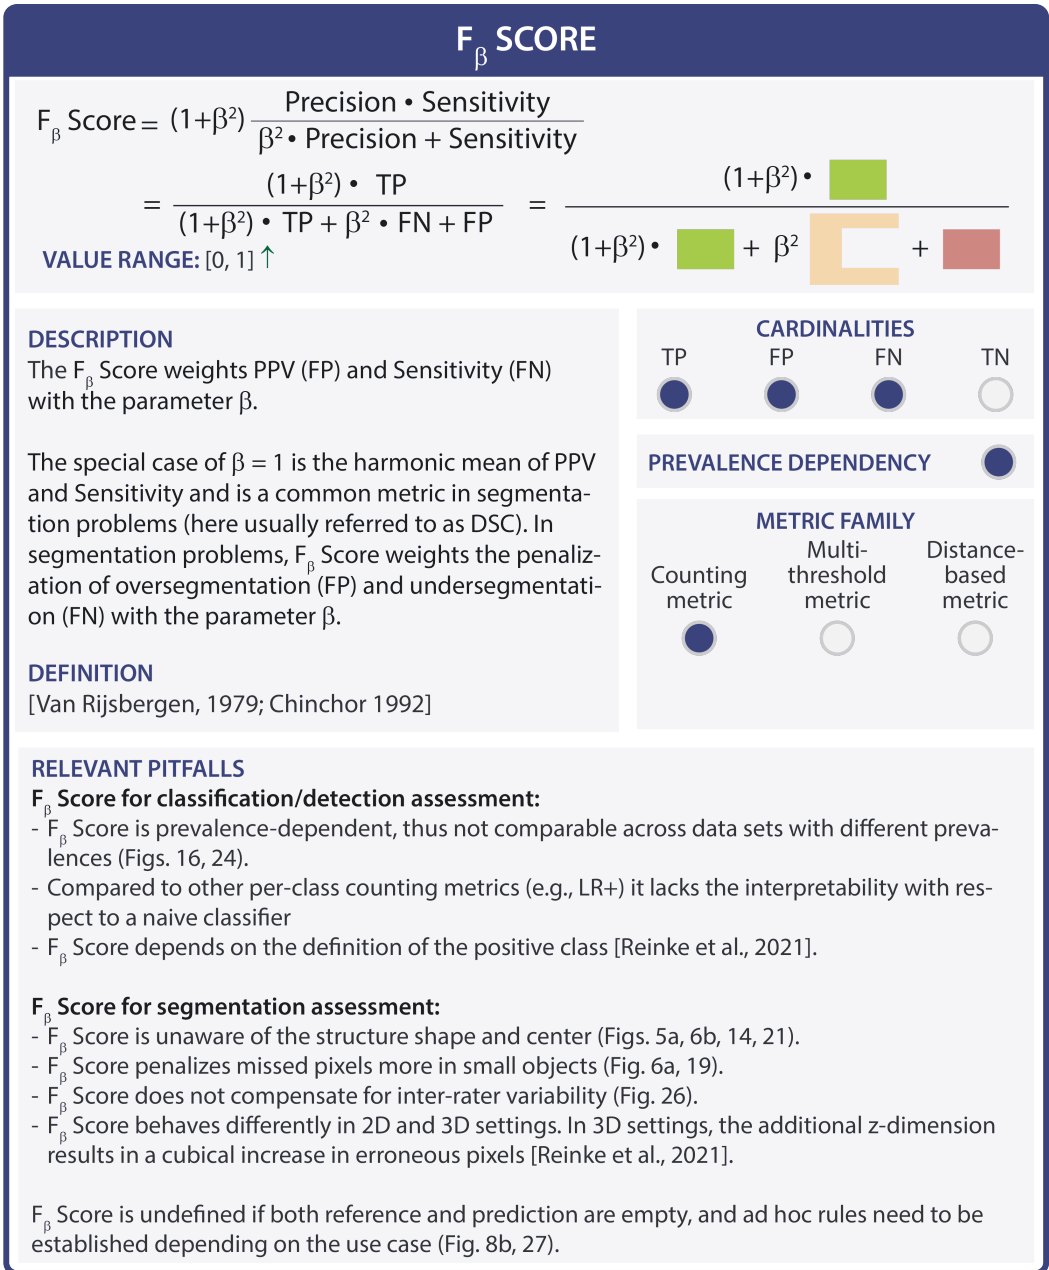 Fβ SCORE
Fβ Score = (1+β²) Precision • Sensitivity / β² • Precision + Sensitivity
= (1+β²) • TP / (1+β²) • TP + β² • FN + FP = (1+β²) • / (1+β²) • + β² +
VALUE RANGE: [0, 1] ↑
DESCRIPTION
The Fβ Score weights PPV (FP) and Sensitivity (FN)
with the parameter β.
The special case of β = 1 is the harmonic mean of PPV
and Sensitivity and is a common metric in segmenta-
tion problems (here usually referred to as DSC). In
segmentation problems, Fβ Score weights the penaliz-
ation of oversegmentation (FP) and undersegmentati-
on (FN) with the parameter β.
DEFINITION
[Van Rijsbergen, 1979; Chinchor 1992]
CARDINALITIES
TP FP FN TN
PREVALENCE DEPENDENCY
METRIC FAMILY
Counting
metric
Multi-
threshold
metric
Distance-
based
metric
RELEVANT PITFALLS
Fβ Score for classification/detection assessment:
- Fβ Score is prevalence-dependent, thus not comparable across data sets with different preva-
lences (Figs. 16, 24).
- Compared to other per-class counting metrics (e.g., LR+) it lacks the interpretability with res-
pect to a naive classifier
- Fβ Score depends on the definition of the positive class [Reinke et al., 2021].
Fβ Score for segmentation assessment:
- Fβ Score is unaware of the structure shape and center (Figs. 5a, 6b, 14, 21).
- Fβ Score penalizes missed pixels more in small objects (Fig. 6a, 19).
- Fβ Score does not compensate for inter-rater variability (Fig. 26).
- Fβ Score behaves differently in 2D and 3D settings. In 3D settings, the additional z-dimension
results in a cubical increase in erroneous pixels [Reinke et al., 2021].
Fβ Score is undefined if both reference and prediction are empty, and ad hoc rules need to be
established depending on the use case (Fig. 8b, 27).